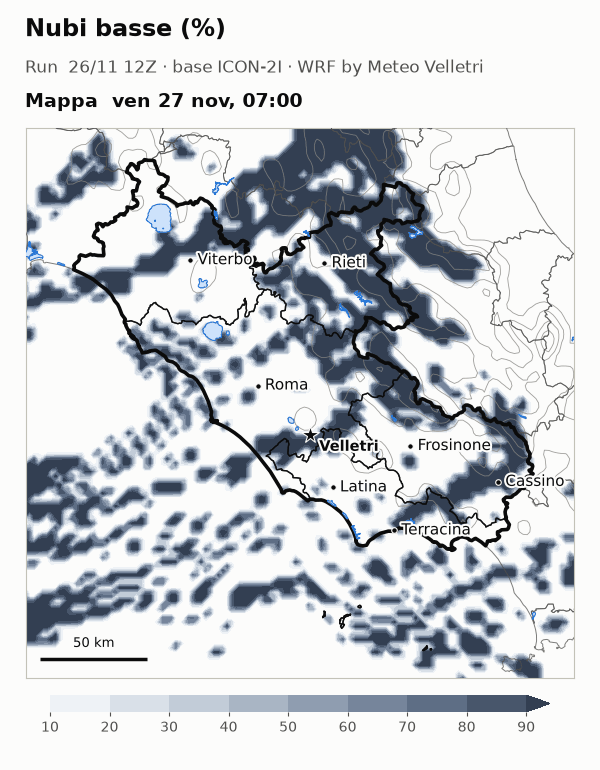 Nubi basse (%)
Run 26/11 12Z · base ICON-2I · WRF by Meteo Velletri
Mappa ven 27 nov, 07:00
Viterbo
Rieti
Roma
Velletri
Frosinone
Cassino
Latina
Terracina
50 km
10 20 30 40 50 60 70 80 90